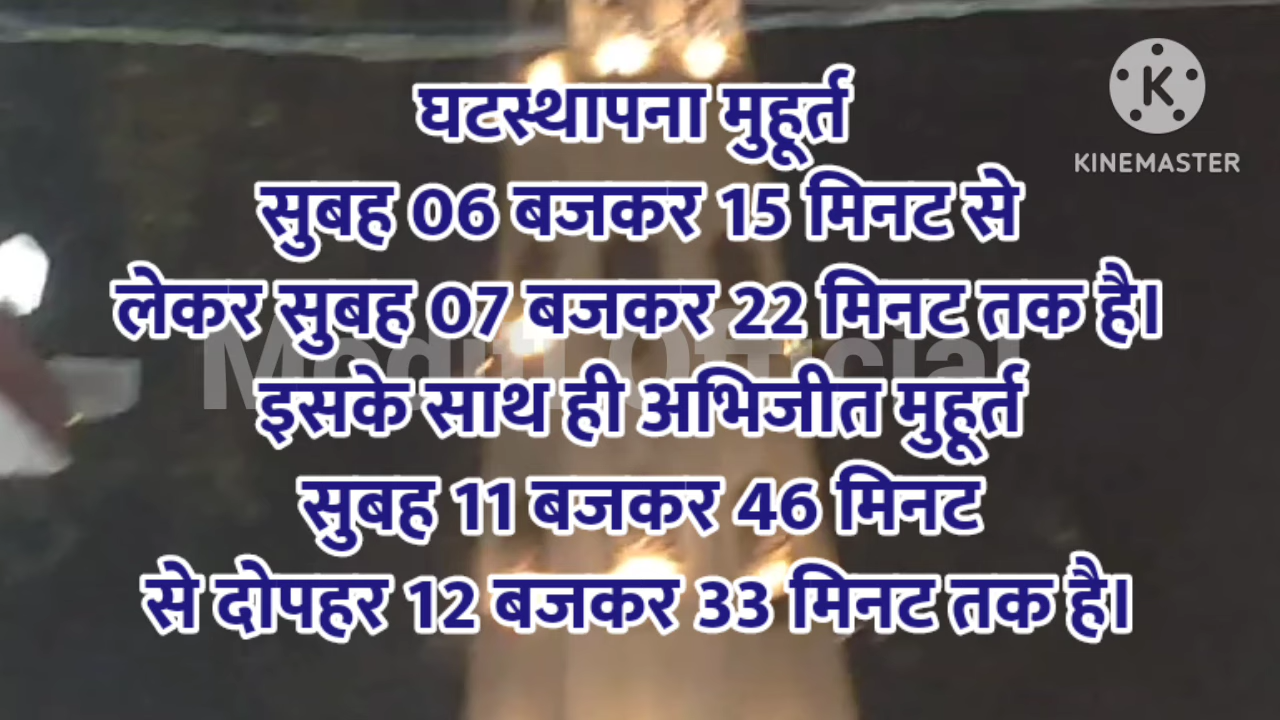 घटस्थापना मुहूर्त
सुबह 06 बजकर 15 मिनट से
लेकर सुबह 07 बजकर 22 मिनट तक है।
इसके साथ ही अभिजीत मुहूर्त
सुबह 11 बजकर 46 मिनट
से दोपहर 12 बजकर 33 मिनट तक है।
K
KINEMASTER
Official